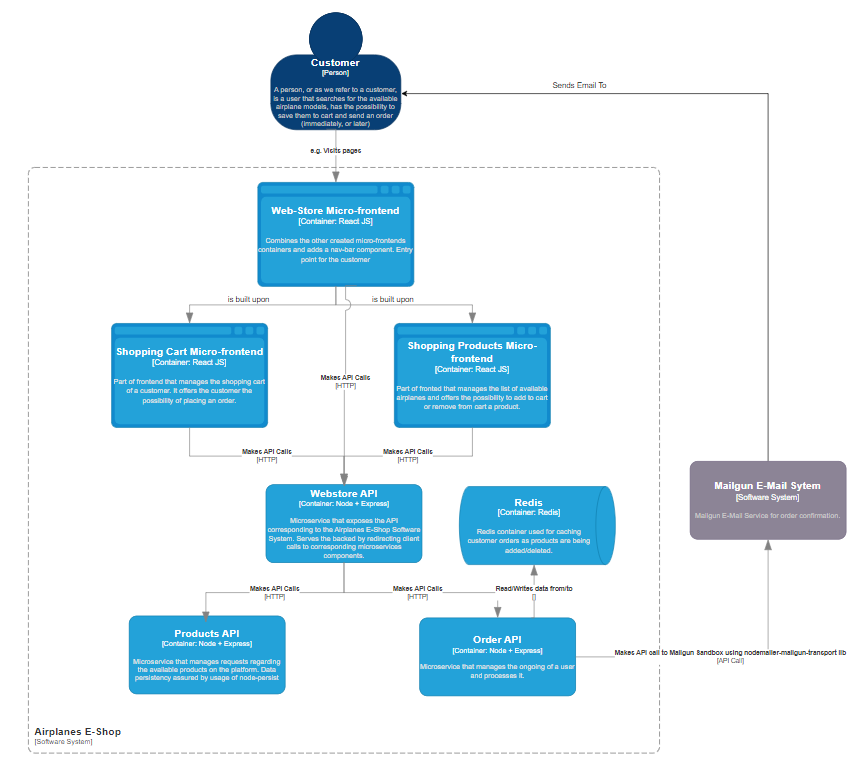 Customer
[Person]
A person, or as we refer to a customer,
is a user that searches for the available
airplane models, has the possibility to
save them to cart and send an order
(immediately, or later)
Sends Email To
e.g. Visits pages
Web-Store Micro-frontend
[Container: React JS]
Combines the other created micro-frontends
containers and adds a nav-bar component. Entry
point for the customer
is built upon
is built upon
Shopping Cart Micro-frontend
[Container: React JS]
Part of frontend that manages the shopping cart
of a customer. It offers the customer the
possibility of placing an order.
Shopping Products Micro-
frontend
[Container: React JS]
Part of fronted that manages the list of available
airplanes and offers the possibility to add to cart
or remove from cart a product.
Makes API Calls
[HTTP]
Makes API Calls
[HTTP]
Makes API Calls
[HTTP]
Webstore API
[Container: Node + Express]
Microservice that exposes the API
corresponding to the Airplanes E-Shop Software
System. Serves the backed by redirecting client
calls to corresponding microservices
components.
Redis
[Container: Redis]
Redis container used for caching
customer orders as products are being
added/deleted.
Mailgun E-Mail Sytem
[Software System]
Mailgun E-Mail Service for order confirmation.
Makes API Calls
[HTTP]
Makes API Calls
[HTTP]
Read/Writes data from/to
[]
Products API
[Container: Node + Express]
Microservice that manages requests regarding
the available products on the platform. Data
persistency assured by usage of node-persist
Order API
[Container: Node + Express]
Microservice that manages the ongoing of a user
and processes it.
Makes API call to Mailgun Sandbox using nodemailer-mailgun-transport lib
[API Call]
Airplanes E-Shop
[Software System]